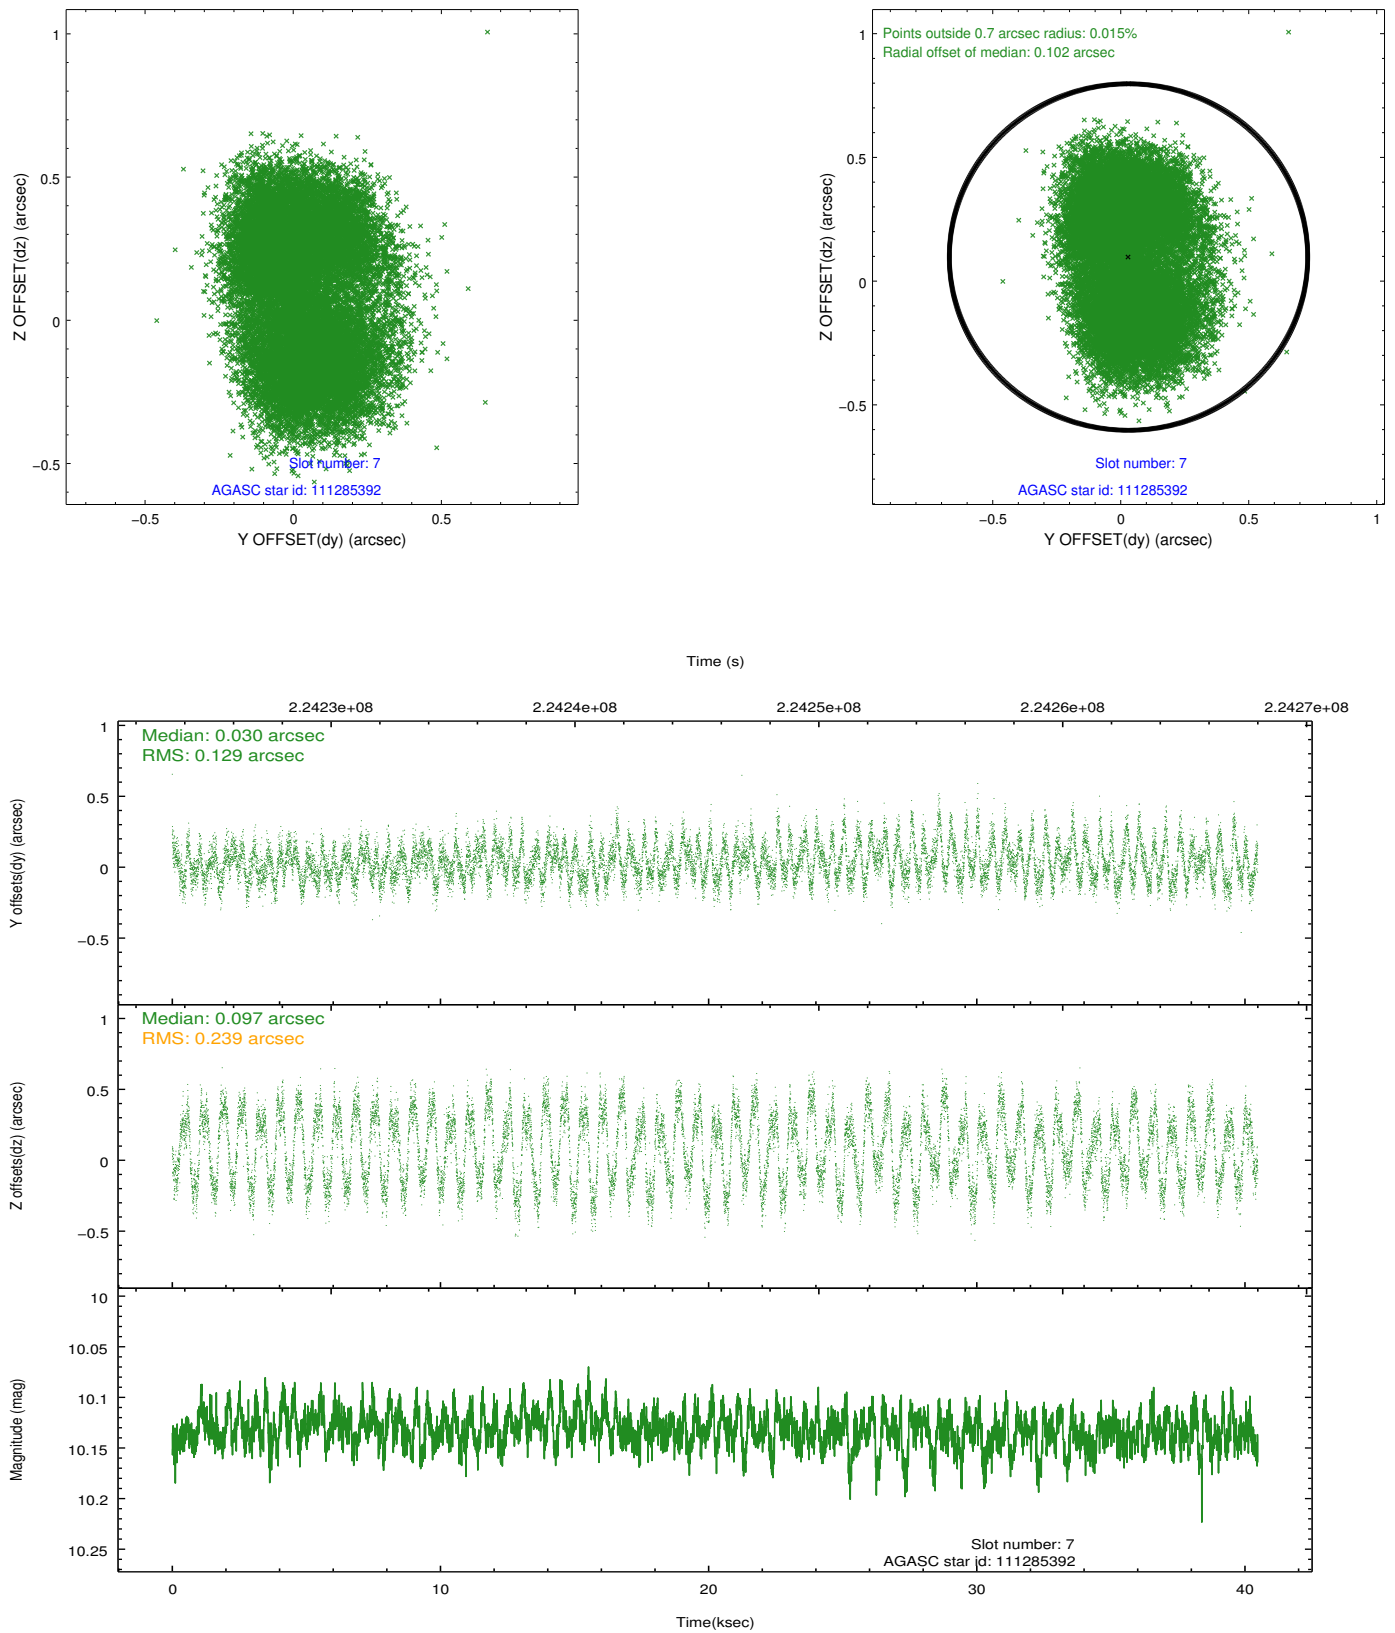 1
0.5
0
−0.5
Z OFFSET(dz) (arcsec)
Slot number: 7
AGASC star id: 111285392
−0.5
0
0.5
Y OFFSET(dy) (arcsec)
Points outside 0.7 arcsec radius: 0.015%
Radial offset of median: 0.102 arcsec
1
0.5
0
−0.5
Z OFFSET(dz) (arcsec)
Slot number: 7
AGASC star id: 111285392
−0.5
0
0.5
1
Y OFFSET(dy) (arcsec)
Time (s)
2.2423e+08
2.2424e+08
2.2425e+08
2.2426e+08
2.2427e+08
Median: 0.030 arcsec
RMS: 0.129 arcsec
1
0.5
0
−0.5
Y offsets(dy) (arcsec)
Median: 0.097 arcsec
RMS: 0.239 arcsec
1
0.5
0
−0.5
Z offsets(dz) (arcsec)
10
10.05
10.1
10.15
10.2
10.25
Magnitude (mag)
Slot number: 7
AGASC star id: 111285392
0
10
20
30
40
Time(ksec)